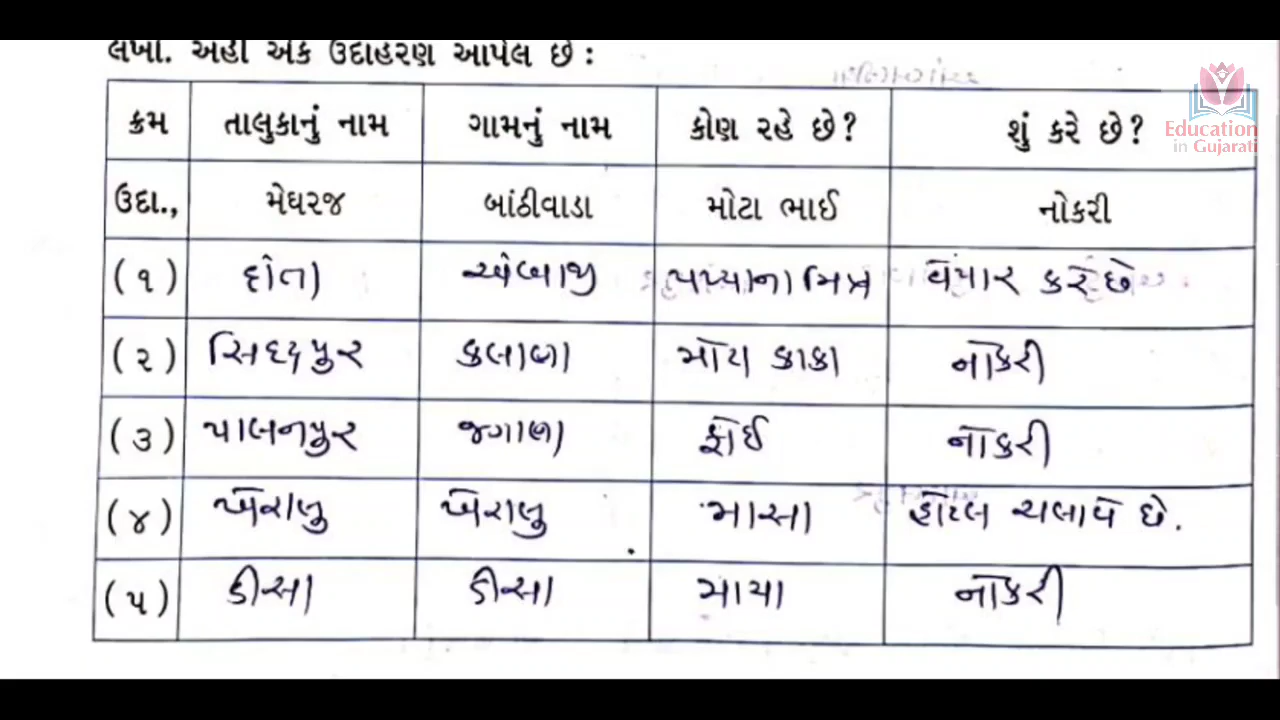 લખો. અહીં એક ઉદાહરણ આપેલ છે :
Education
in Gujarati
ક્રમ તાલુકાનું નામ ગામનું નામ કોણ રહે છે? શું કરે છે?
ઉદા., મેઘરજ બાંઠીવાડા મોટા ભાઈ નોકરી
(૧) દાંતા અંબાજી પપ્પાના મિત્ર વેપાર કરે છે
(૨) સિધ્ધપુર કલાણા મોટા કાકા નોકરી
(૩) પાલનપુર જગાણા ફોઈ નોકરી
(૪) ખેરાલુ ખેરાલુ માસા હોટલ ચલાવે છે.
(૫) ડીસા ડીસા મામા નોકરી